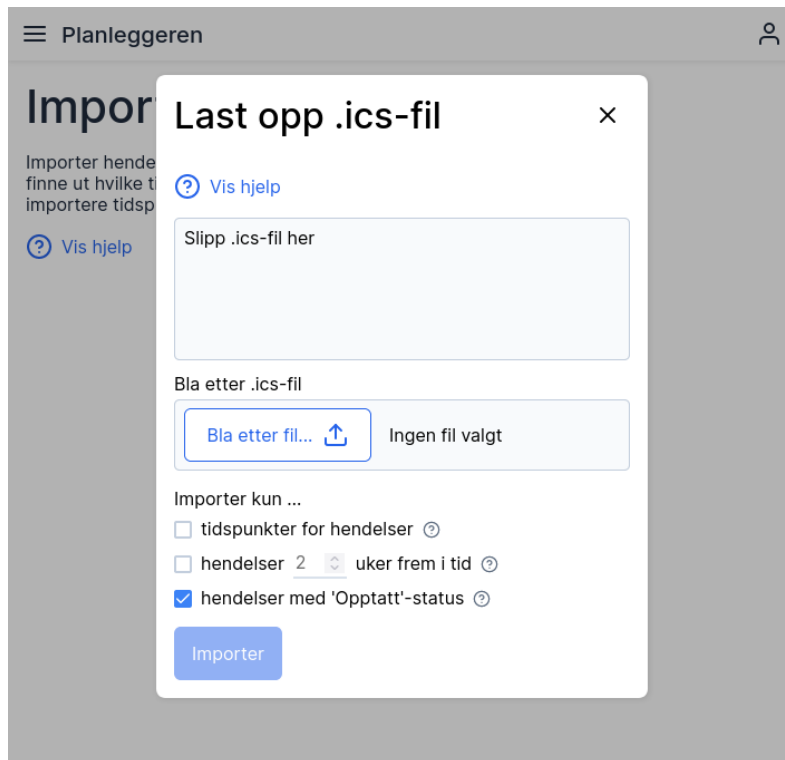 Planleggeren
Impor
Importer hende
finne ut hvilke ti
importere tidsp
Vis hjelp
Last opp .ics-fil
Vis hjelp
Slipp .ics-fil her
Bla etter .ics-fil
Bla etter fil...
Ingen fil valgt
Importer kun ...
tidspunkter for hendelser
hendelser 2 uker frem i tid
hendelser med 'Opptatt'-status
Importer